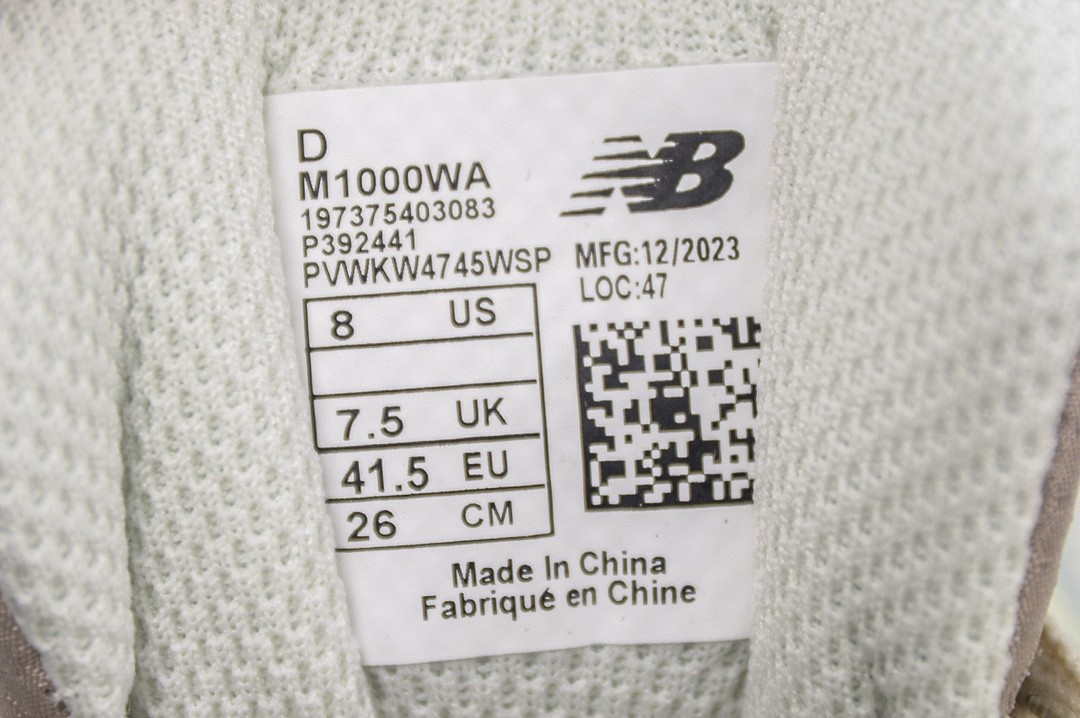 D
M1000WA
197375403083
P392441
PVWKW4745WSP
NB
MFG:12/2023
LOC:47
8 US
7.5 UK
41.5 EU
26 CM
Made In China
Fabriqué en Chine